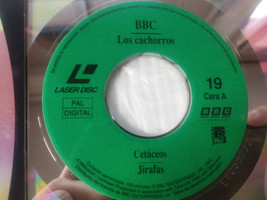 BBC
Los cachorros
LASER DISC
19
Cara A
PAL
DIGITAL
BBC
Cetáceos
Jirafas